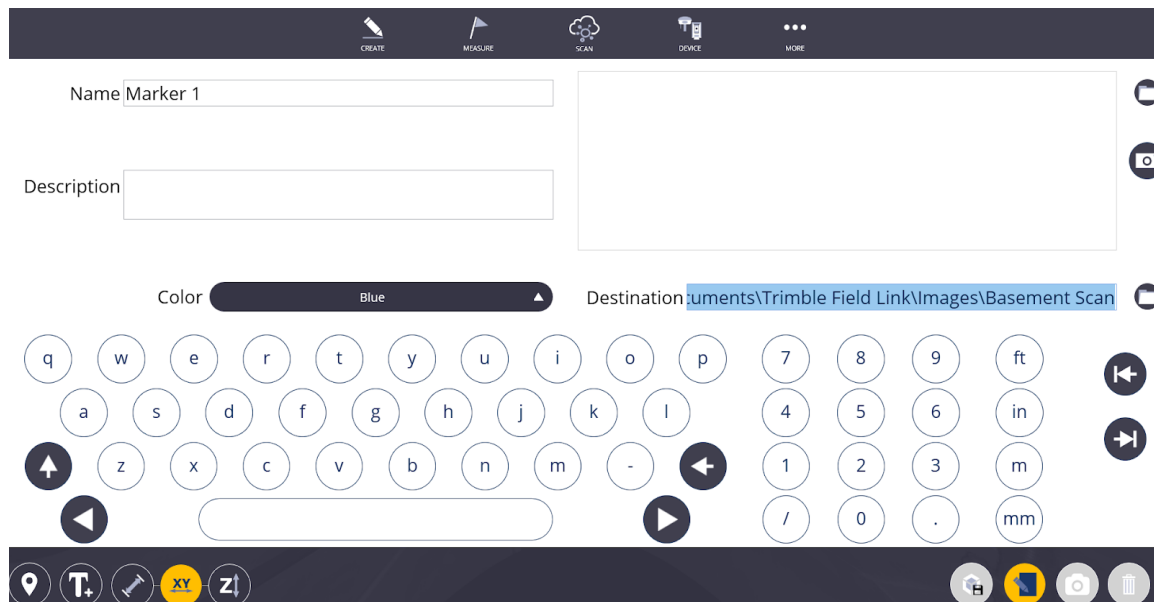 CREATE MEASURE SCAN DEVICE MORE
Name Marker 1
Description
Color Blue Destination :uments\Trimble Field Link\Images\Basement Scan
q w e r t y u i o p 7 8 9 ft
a s d f g h j k l 4 5 6 in
z x c v b n m - 1 2 3 m
/ 0 . mm
T+ XY Z